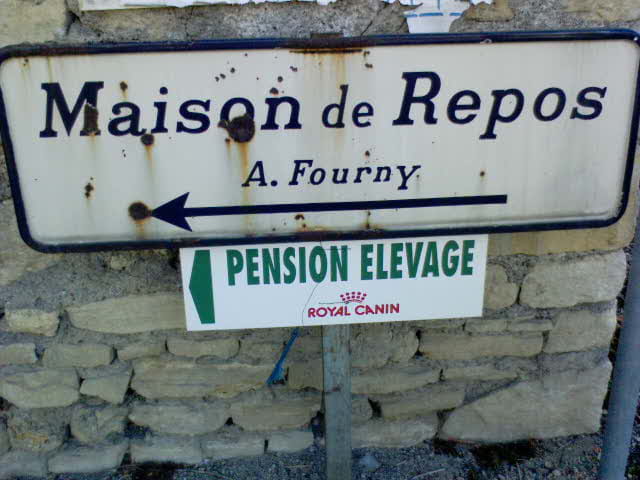 Maison de Repos
A. Fourny
PENSION ELEVAGE
ROYAL CANIN